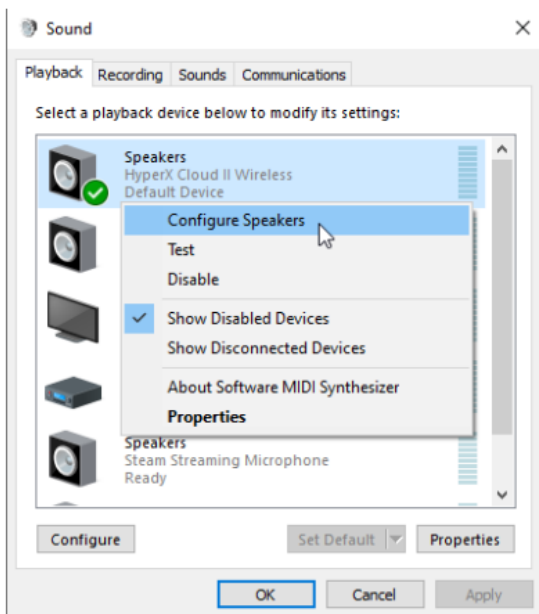 Sound
Playback Recording Sounds Communications
Select a playback device below to modify its settings:
Speakers
HyperX Cloud II Wireless
Default Device
Configure Speakers
Test
Disable
Show Disabled Devices
Show Disconnected Devices
About Software MIDI Synthesizer
Properties
Speakers
Steam Streaming Microphone
Ready
Configure Set Default Properties
OK Cancel Apply